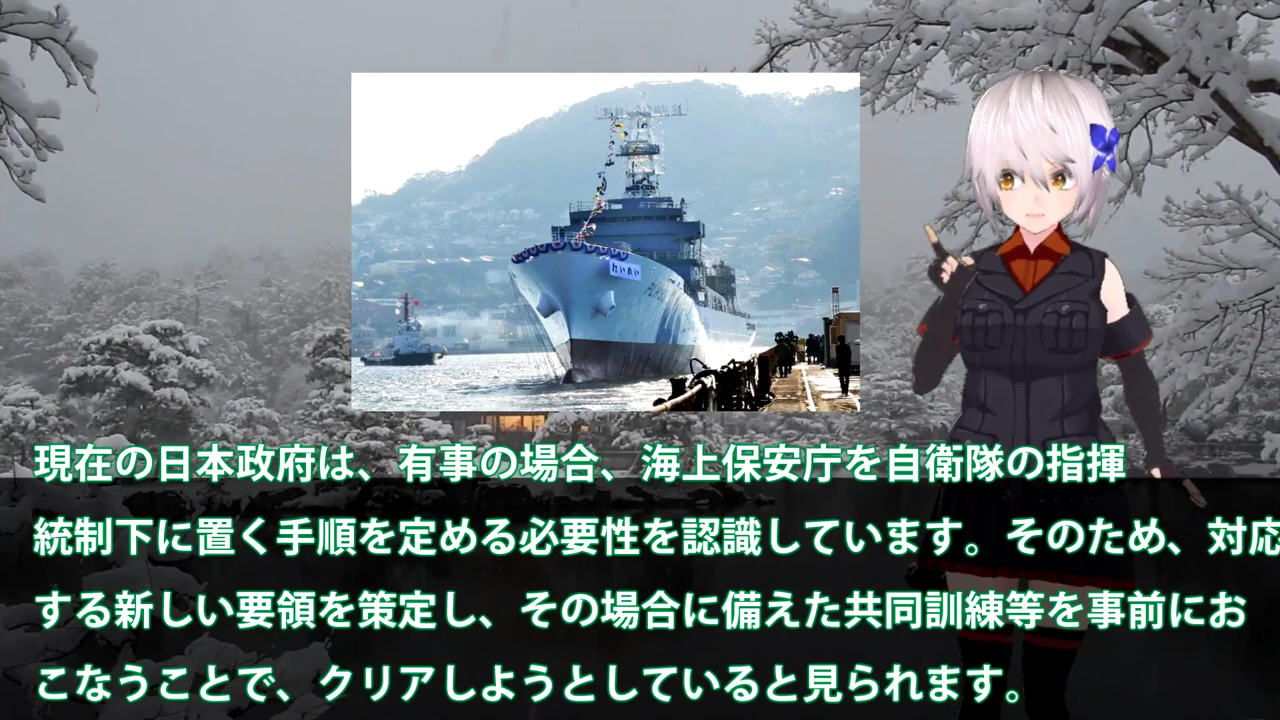 れいめい
現在の日本政府は、有事の場合、海上保安庁を自衛隊の指揮
統制下に置く手順を定める必要性を認識しています。そのため、対応
する新しい要領を策定し、その場合に備えた共同訓練等を事前にお
こなうことで、クリアしようとしていると見られます。